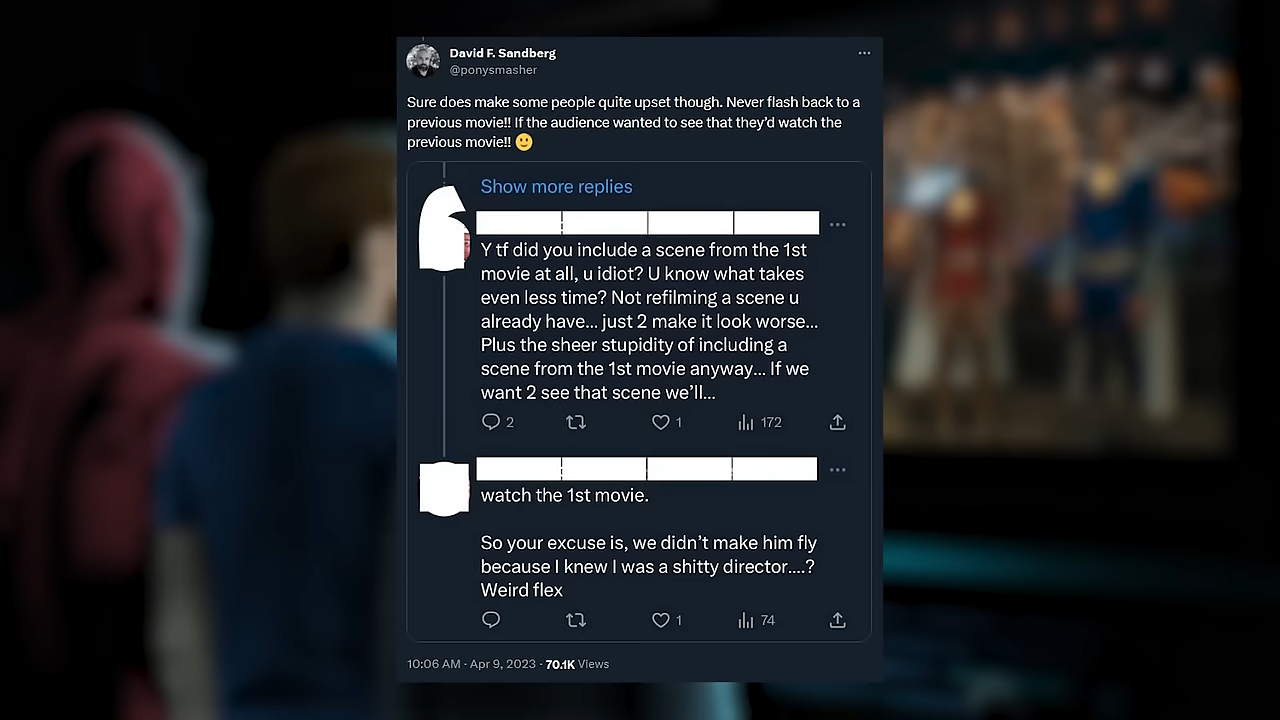 David F. Sandberg
@ponysmasher
Sure does make some people quite upset though. Never flash back to a
previous movie!! If the audience wanted to see that they’d watch the
previous movie!! 🙂
Show more replies
Y tf did you include a scene from the 1st
movie at all, u idiot? U know what takes
even less time? Not refilming a scene u
already have... just 2 make it look worse...
Plus the sheer stupidity of including a
scene from the 1st movie anyway... If we
want 2 see that scene we’ll...
2 1 172
watch the 1st movie.
So your excuse is, we didn’t make him fly
because I knew I was a shitty director....?
Weird flex
1 74
10:06 AM · Apr 9, 2023 · 70.1K Views